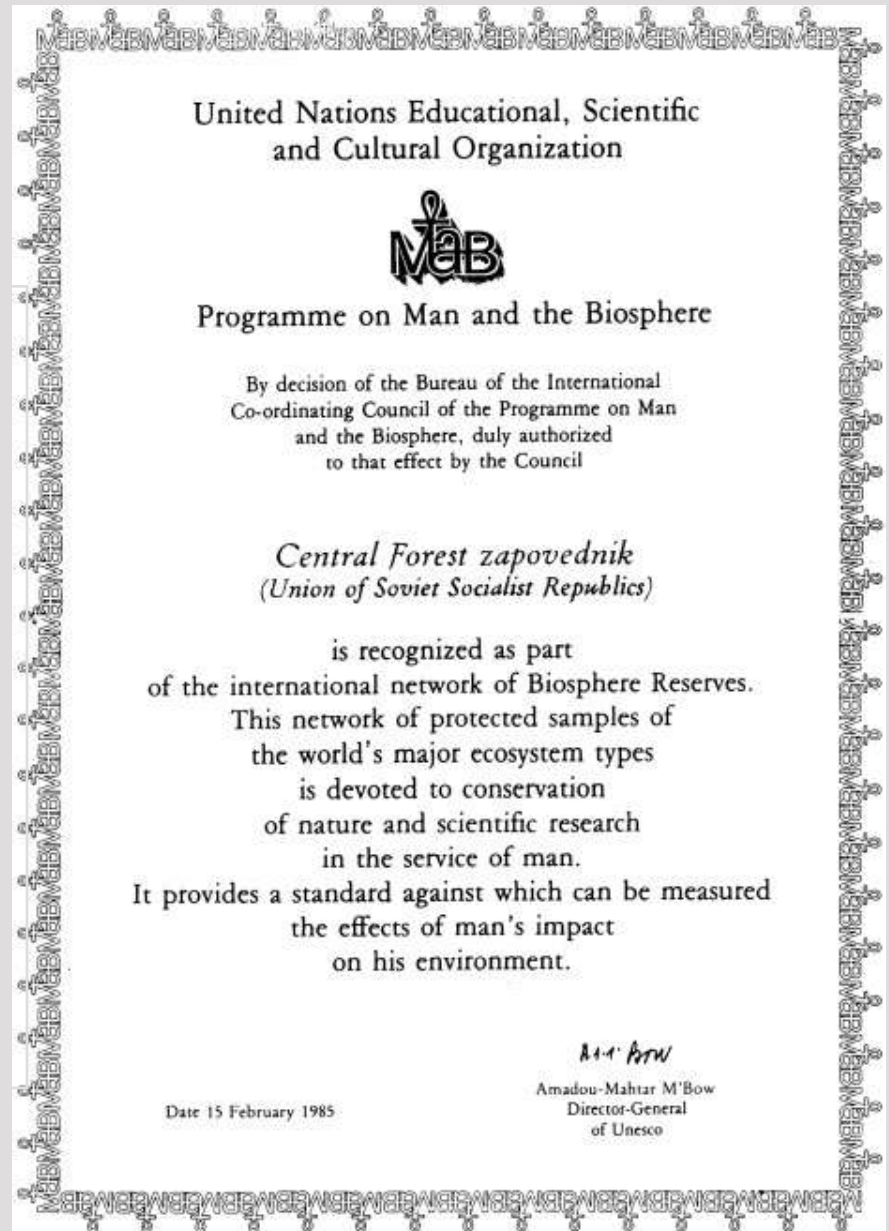 United Nations Educational, Scientific
and Cultural Organization
MaB
Programme on Man and the Biosphere
By decision of the Bureau of the International
Co-ordinating Council of the Programme on Man
and the Biosphere, duly authorized
to that effect by the Council
Central Forest zapovednik
(Union of Soviet Socialist Republics)
is recognized as part
of the international network of Biosphere Reserves.
This network of protected samples of
the world's major ecosystem types
is devoted to conservation
of nature and scientific research
in the service of man.
It provides a standard against which can be measured
the effects of man's impact
on his environment.
Date 15 February 1985
Amadou-Mahtar M'Bow
Director-General
of Unesco